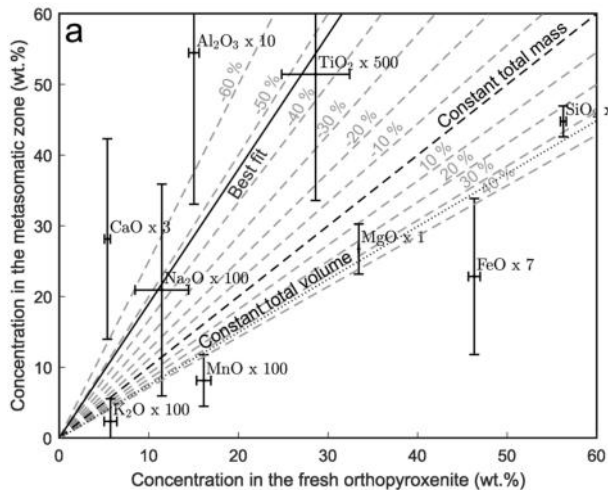 a
Al₂O₃ x 10
TiO₂ x 500
SiO₂ x
CaO x 3
Na₂O x 100
MgO x 1
FeO x 7
MnO x 100
K₂O x 100
-60 %
-50 %
-40 %
-30 %
-20 %
-10 %
10 %
20 %
30 %
40 %
Best fit
Constant total mass
Constant total volume
60
50
40
30
20
10
0
0 10 20 30 40 50 60
Concentration in the metasomatic zone (wt.%)
Concentration in the fresh orthopyroxenite (wt.%)